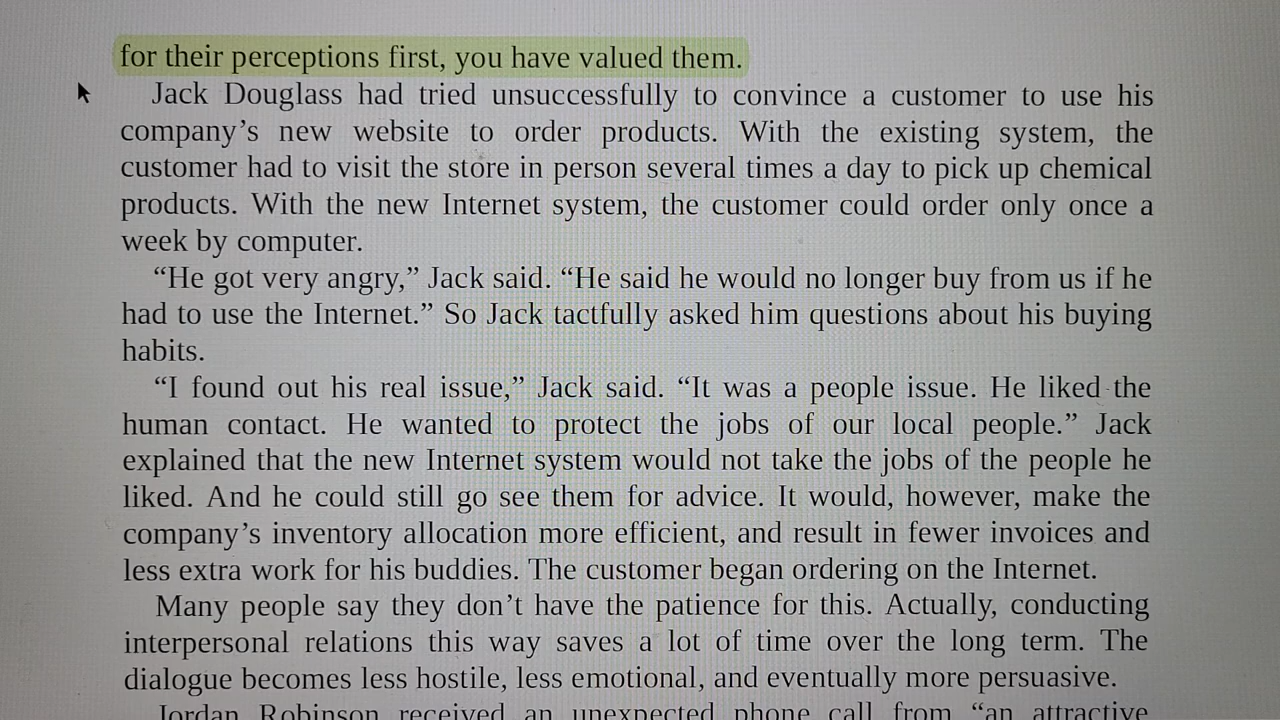 for their perceptions first, you have valued them.
Jack Douglass had tried unsuccessfully to convince a customer to use his
company’s new website to order products. With the existing system, the
customer had to visit the store in person several times a day to pick up chemical
products. With the new Internet system, the customer could order only once a
week by computer.
“He got very angry,” Jack said. “He said he would no longer buy from us if he
had to use the Internet.” So Jack tactfully asked him questions about his buying
habits.
“I found out his real issue,” Jack said. “It was a people issue. He liked the
human contact. He wanted to protect the jobs of our local people.” Jack
explained that the new Internet system would not take the jobs of the people he
liked. And he could still go see them for advice. It would, however, make the
company’s inventory allocation more efficient, and result in fewer invoices and
less extra work for his buddies. The customer began ordering on the Internet.
Many people say they don’t have the patience for this. Actually, conducting
interpersonal relations this way saves a lot of time over the long term. The
dialogue becomes less hostile, less emotional, and eventually more persuasive.
Jordan Robinson received an unexpected phone call from “an attractive